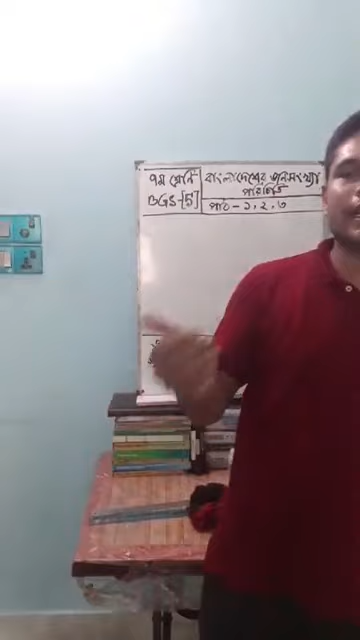 ৭ম শ্রেণি
BGS-[5]
বাংলাদেশের জনসংখ্যা
পরিচিতি
পাঠ - ১, ২, ৩